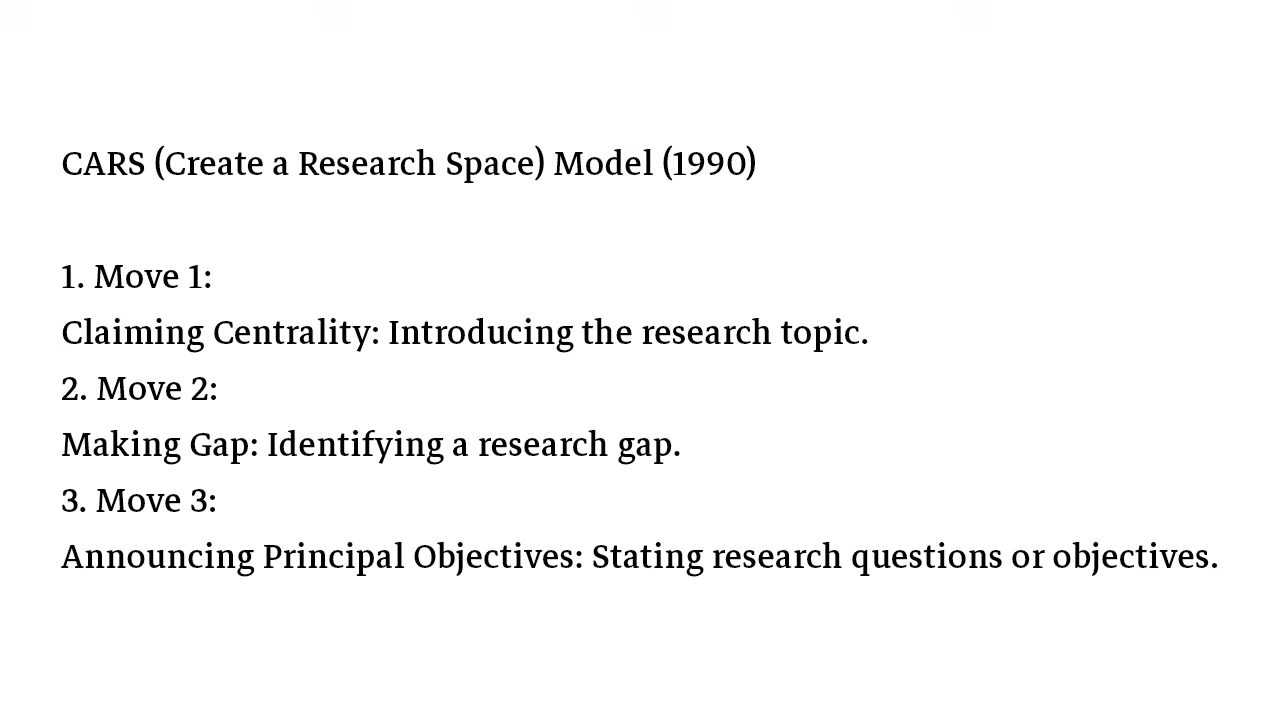 CARS (Create a Research Space) Model (1990)
1. Move 1:
Claiming Centrality: Introducing the research topic.
2. Move 2:
Making Gap: Identifying a research gap.
3. Move 3:
Announcing Principal Objectives: Stating research questions or objectives.